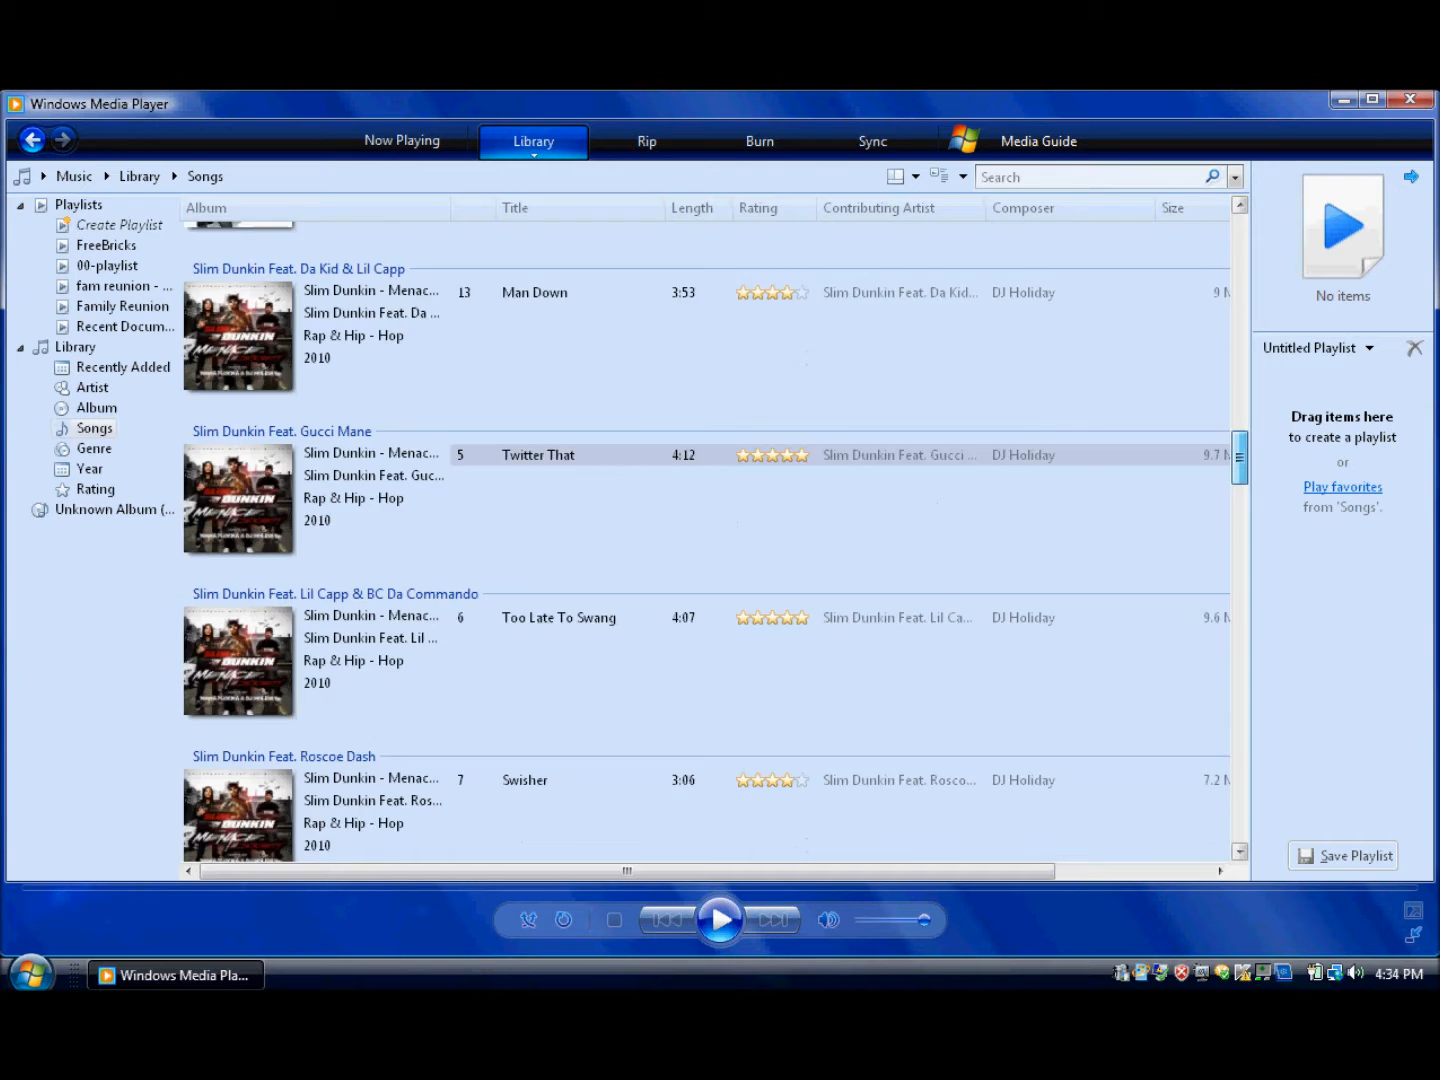 Windows Media Player
Now Playing
Library
Rip
Burn
Sync
Media Guide
Music Library Songs
Search
Playlists
Create Playlist
FreeBricks
00-playlist
fam reunion - ...
Family Reunion
Recent Docum...
Library
Recently Added
Artist
Album
Songs
Genre
Year
Rating
Unknown Album (...
Album Title Length Rating Contributing Artist Composer Size
Slim Dunkin Feat. Da Kid & Lil Capp
Slim Dunkin - Menac... 13 Man Down 3:53 Slim Dunkin Feat. Da Kid... DJ Holiday 9 M
Slim Dunkin Feat. Da ...
Rap & Hip - Hop
2010
Slim Dunkin Feat. Gucci Mane
Slim Dunkin - Menac... 5 Twitter That 4:12 Slim Dunkin Feat. Gucci ... DJ Holiday 9.7 M
Slim Dunkin Feat. Guc...
Rap & Hip - Hop
2010
Slim Dunkin Feat. Lil Capp & BC Da Commando
Slim Dunkin - Menac... 6 Too Late To Swang 4:07 Slim Dunkin Feat. Lil Ca... DJ Holiday 9.6 M
Slim Dunkin Feat. Lil ...
Rap & Hip - Hop
2010
Slim Dunkin Feat. Roscoe Dash
Slim Dunkin - Menac... 7 Swisher 3:06 Slim Dunkin Feat. Rosco... DJ Holiday 7.2 M
Slim Dunkin Feat. Ros...
Rap & Hip - Hop
2010
No items
Untitled Playlist
Drag items here
to create a playlist
or
Play favorites
from 'Songs'.
Save Playlist
Windows Media Pla...
4:34 PM